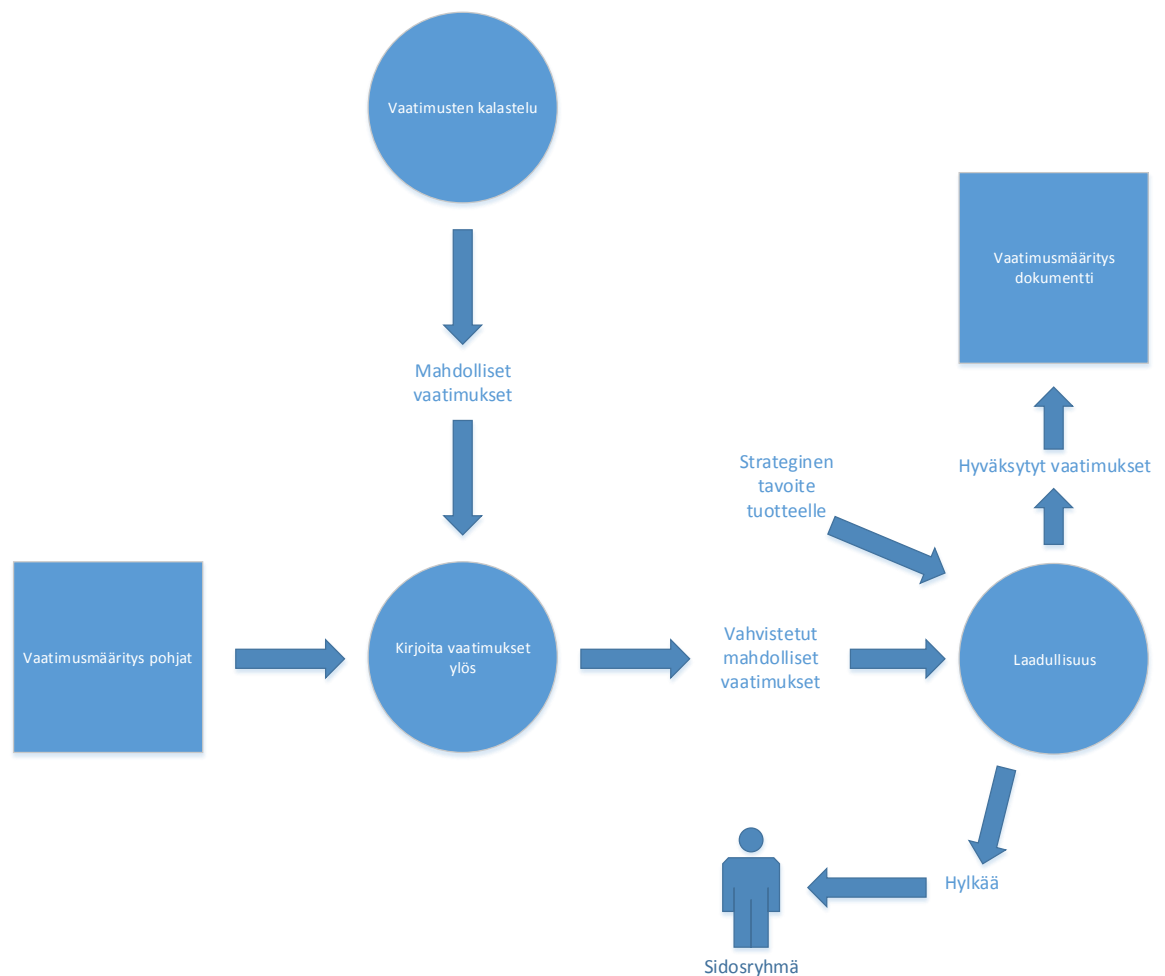 Vaatimusten kalastelu
Mahdolliset
vaatimukset
Vaatimusmääritys
dokumentti
Hyväksytyt vaatimukset
Strateginen
tavoite
tuotteelle
Vaatimusmääritys pohjat
Kirjoita vaatimukset
ylös
Vahvistetut
mahdolliset
vaatimukset
Laadullisuus
Hylkää
Sidosryhmä